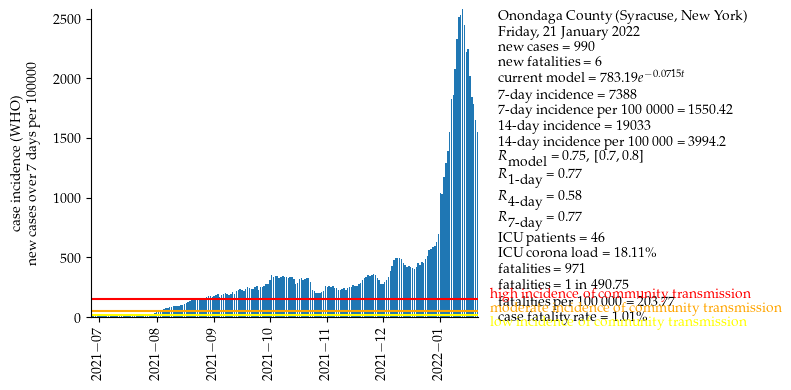 case incidence (WHO)
new cases over 7 days per 100000
2500
2000
1500
1000
500
0
2021−07
2021−08
2021−09
2021−10
2021−11
2021−12
2022−01
Onondaga County (Syracuse, New York)
Friday, 21 January 2022
new cases = 990
new fatalities = 6
current model = 783.19e^−0.0715t
7-day incidence = 7388
7-day incidence per 100 0000 = 1550.42
14-day incidence = 19033
14-day incidence per 100 000 = 3994.2
R_model = 0.75, [0.7, 0.8]
R_1-day = 0.77
R_4-day = 0.58
R_7-day = 0.77
ICU patients = 46
ICU corona load = 18.11%
fatalities = 971
fatalities = 1 in 490.75
high incidence of community transmission
fatalities per 100 000 = 203.77
moderate incidence of community transmission
case fatality rate = 1.01%
low incidence of community transmission